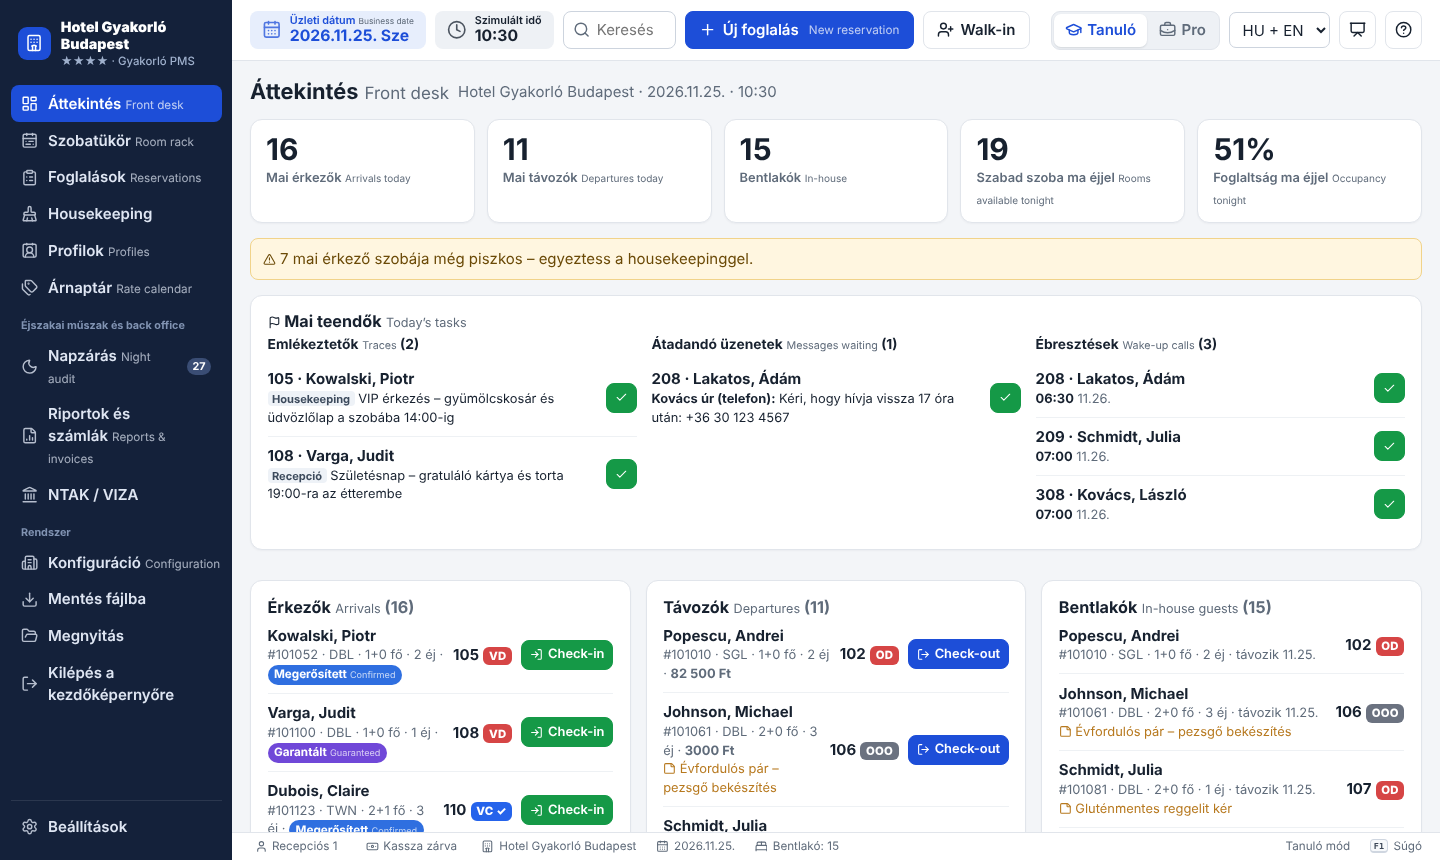 Hotel Gyakorló
Budapest
★★★★ · Gyakorló PMS
Áttekintés Front desk
Szobatükör Room rack
Foglalások Reservations
Housekeeping
Profilok Profiles
Árnaptár Rate calendar
Éjszakai műszak és back office
Napzárás Night
audit
27
Riportok és
számlák Reports &
invoices
NTAK / VIZA
Rendszer
Konfiguráció Configuration
Mentés fájlba
Megnyitás
Kilépés a
kezdőképernyőre
Beállítások
Üzleti dátum Business date
2026.11.25. Sze
Szimulált idő
10:30
Keresés
Új foglalás New reservation
Walk-in
Tanuló
Pro
HU + EN
Áttekintés Front desk Hotel Gyakorló Budapest · 2026.11.25. · 10:30
16
Mai érkezők Arrivals today
11
Mai távozók Departures today
15
Bentlakók In-house
19
Szabad szoba ma éjjel Rooms
available tonight
51%
Foglaltság ma éjjel Occupancy
tonight
7 mai érkező szobája még piszkos – egyeztess a housekeepinggel.
Mai teendők Today's tasks
Emlékeztetők Traces (2)
105 · Kowalski, Piotr
Housekeeping VIP érkezés – gyümölcskosár és
üdvözlőlap a szobába 14:00-ig
108 · Varga, Judit
Recepció Születésnap – gratuláló kártya és torta
19:00-ra az étterembe
Átadandó üzenetek Messages waiting (1)
208 · Lakatos, Ádám
Kovács úr (telefon): Kéri, hogy hívja vissza 17 óra
után: +36 30 123 4567
Ébresztések Wake-up calls (3)
208 · Lakatos, Ádám
06:30 11.26.
209 · Schmidt, Julia
07:00 11.26.
308 · Kovács, László
07:00 11.26.
Érkezők Arrivals (16)
Kowalski, Piotr
#101052 · DBL · 1+0 fő · 2 éj ·
Megerősített Confirmed
105 VD
Check-in
Varga, Judit
#101100 · DBL · 1+0 fő · 1 éj ·
Garantált Guaranteed
108 VD
Check-in
Dubois, Claire
#101123 · TWN · 2+1 fő · 3
éj · Megerősített Confirmed
110 VC ✓
Check-in
Távozók Departures (11)
Popescu, Andrei
#101010 · SGL · 1+0 fő · 2 éj
· 82 500 Ft
102 OD
Check-out
Johnson, Michael
#101061 · DBL · 2+0 fő · 3
éj · 3000 Ft
Évfordulós pár –
pezsgő bekészítés
106 OOO
Check-out
Schmidt, Julia
Bentlakók In-house guests (15)
Popescu, Andrei
#101010 · SGL · 1+0 fő · 2 éj · távozik 11.25.
102 OD
Johnson, Michael
#101061 · DBL · 2+0 fő · 3 éj · távozik 11.25.
Évfordulós pár – pezsgő bekészítés
106 OOO
Schmidt, Julia
#101081 · DBL · 2+0 fő · 1 éj · távozik 11.25.
Gluténmentes reggelit kér
107 OD
Recepciós 1
Kassza zárva
Hotel Gyakorló Budapest
2026.11.25.
Bentlakó: 15
Tanuló mód
F1 Súgó